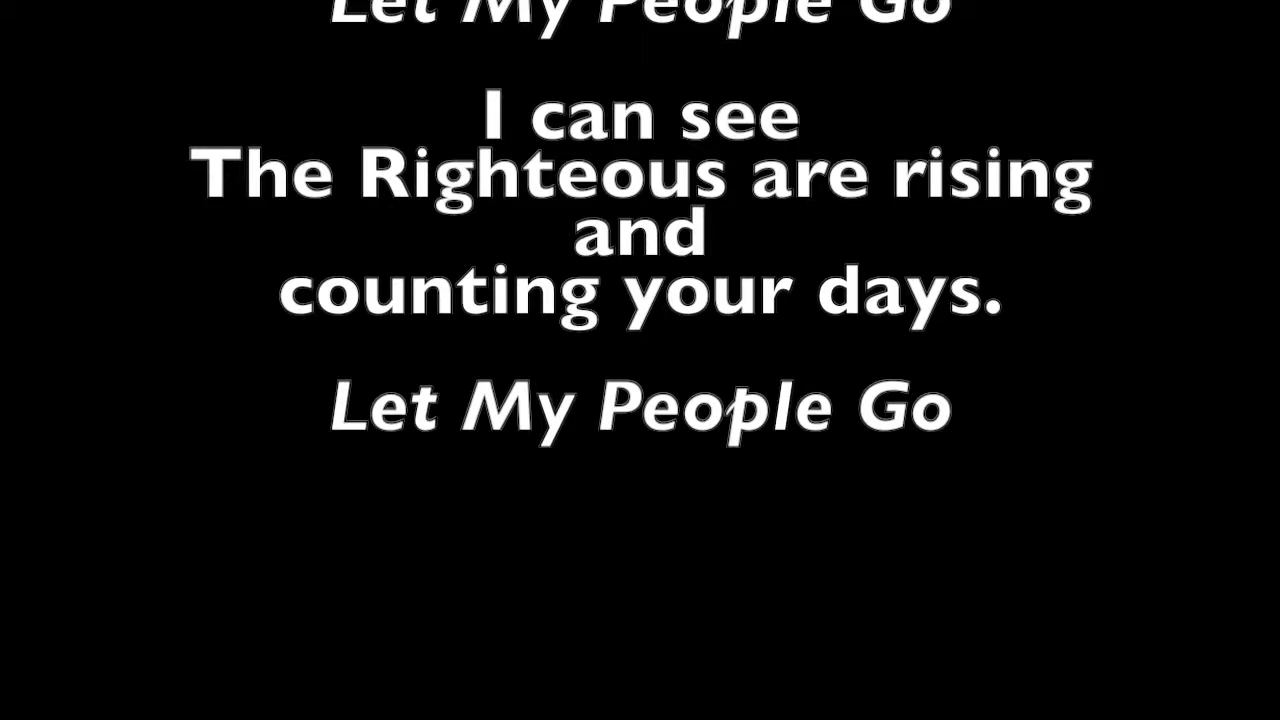 Let My People Go
I can see
The Righteous are rising
and
counting your days.
Let My People Go